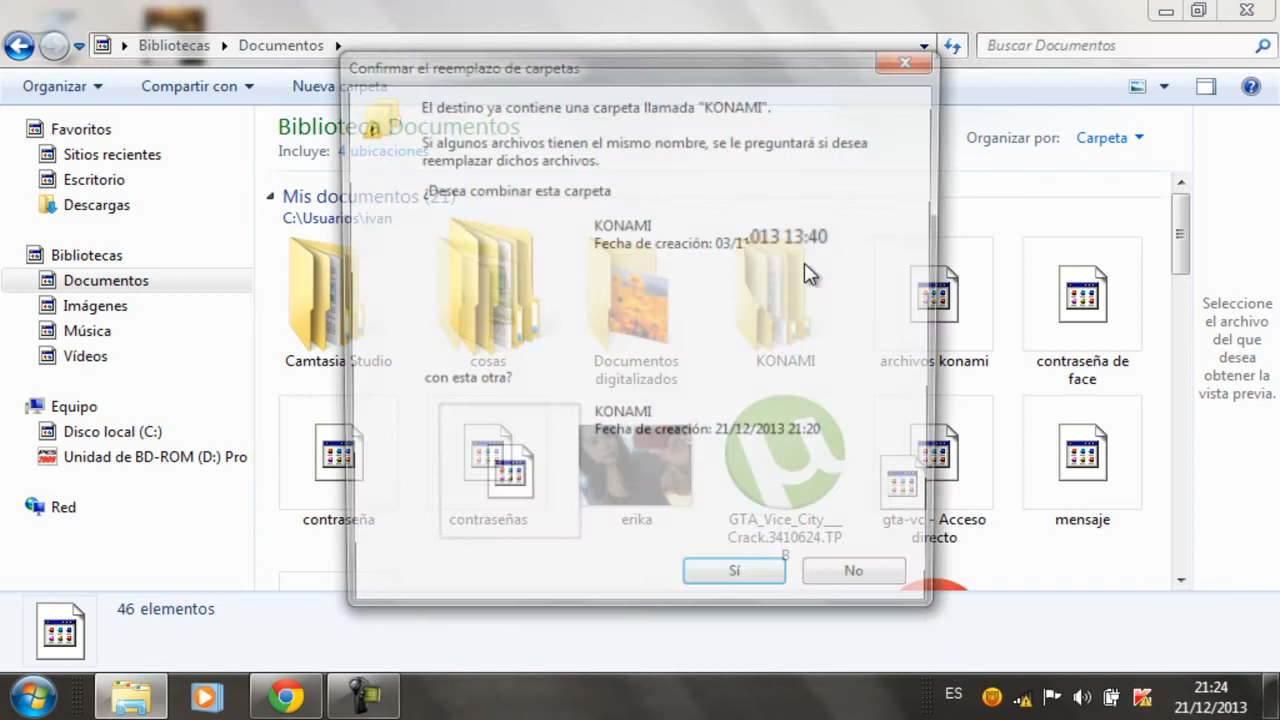 Bibliotecas
Documentos
Buscar Documentos
Organizar
Compartir con
Nueva carpeta
Confirmar el reemplazo de carpetas
El destino ya contiene una carpeta llamada "KONAMI".
Si algunos archivos tienen el mismo nombre, se le preguntará si desea
reemplazar dichos archivos.
¿Desea combinar esta carpeta
KONAMI
Fecha de creación: 03/11
013 13:40
con esta otra?
KONAMI
Fecha de creación: 21/12/2013 21:20
Sí
No
Favoritos
Sitios recientes
Escritorio
Descargas
Bibliotecas
Documentos
Imágenes
Música
Vídeos
Equipo
Disco local (C:)
Unidad de BD-ROM (D:) Pro
Red
Biblioteca Documentos
Incluye: 4 ubicaciones
Organizar por: Carpeta
Mis documentos (21)
C:\Usuarios\ivan
Camtasia Studio
cosas
Documentos
digitalizados
KONAMI
archivos konami
contraseña de
face
contraseña
contraseñas
erika
GTA_Vice_City___
Crack.3410624.TP
B
gta-vc - Acceso
directo
mensaje
Seleccione
el archivo
del que
desea
obtener la
vista previa.
46 elementos
ES
21:24
21/12/2013